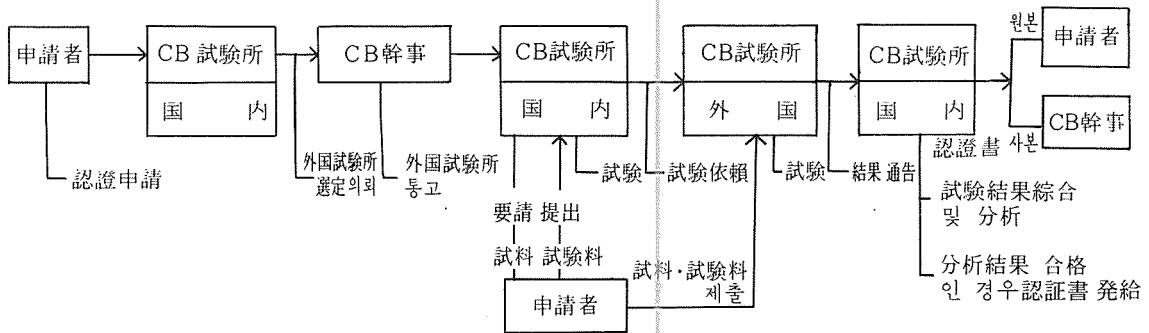 申請者
CB試験所
国 内
CB幹事
CB試験所
国 内
CB試験所
外 国
CB試験所
国 内
원본
申請者
CB幹事
사본
認證書
認證申請
外国試験所
選定의뢰
外国試験所
통고
試験
試験依賴
試験
結果 通告
要請 提出
試料 試験料
申請者
試料·試験料
제출
試験結果綜合
및 分析
分析結果 合格
인 경우認証書 発給